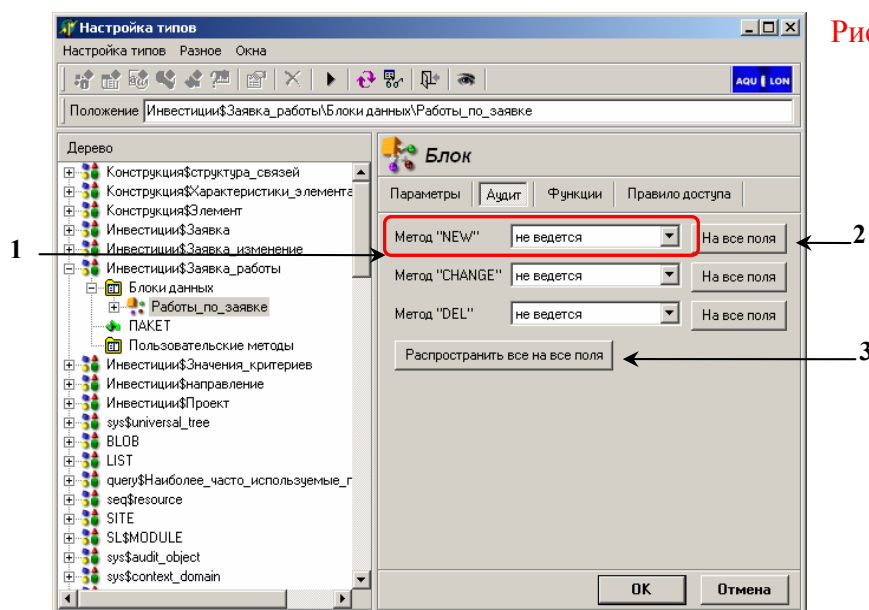 Настройка типов
Рис
Настройка типов Разное Окна
AQU LON
Положение Инвестиции$Заявка_работы\Блоки данных\Работы_по_заявке
Дерево
Конструкция$структура_связей
Конструкция$Характеристики_элемента
Конструкция$Элемент
Инвестиции$Заявка
Инвестиции$Заявка_изменение
Инвестиции$Заявка_работы
Блоки данных
Работы_по_заявке
ПАКЕТ
Пользовательские методы
Инвестиции$Значения_критериев
Инвестиции$направление
Инвестиции$Проект
sys$universal_tree
BLOB
LIST
query$Наиболее_часто_используемые_г
seq$resource
SITE
SL$MODULE
sys$audit_object
sys$context_domain
Блок
Параметры Аудит Функции Правило доступа
Метод "NEW" не ведется На все поля
Метод "CHANGE" не ведется На все поля
Метод "DEL" не ведется На все поля
Распространить все на все поля
OK Отмена
1
2
3